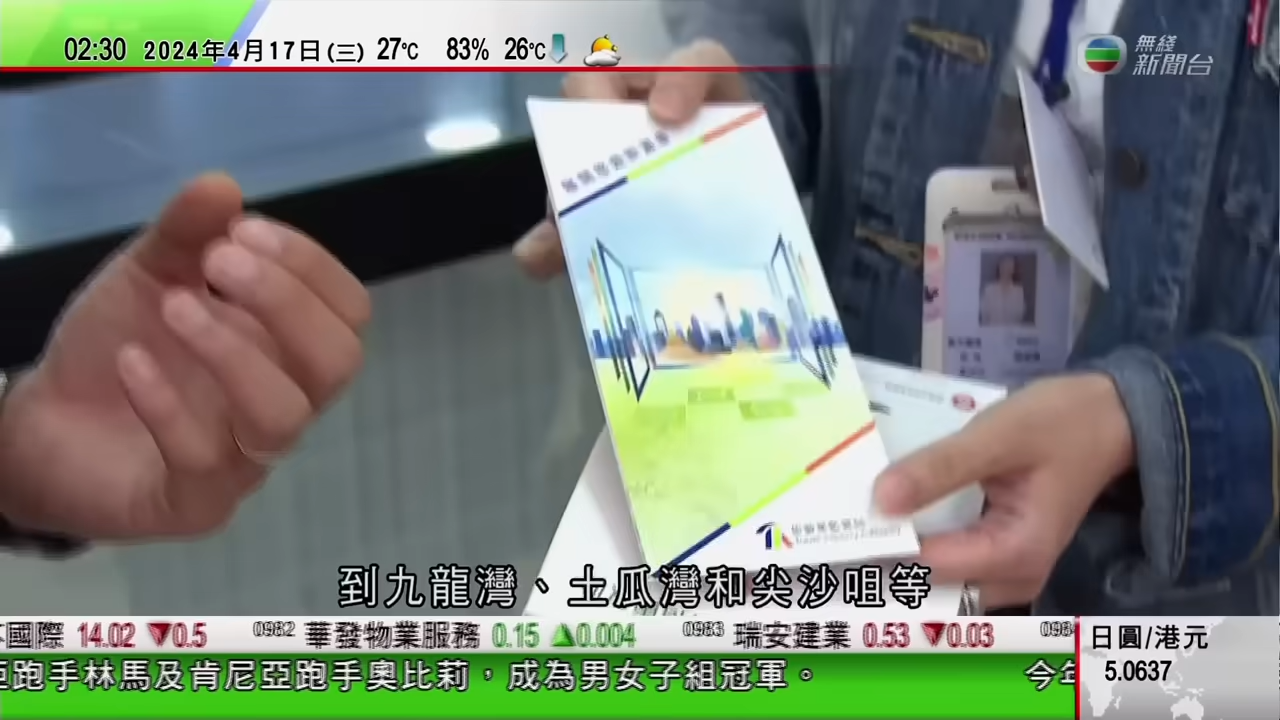 02:30 2024年4月17日(三) 27℃ 83% 26℃
無綫
新聞台
到九龍灣、土瓜灣和尖沙咀等
國際 14.02 ▼0.5 0982 華發物業服務 0.15 ▲0.004 0983 瑞安建業 0.53 ▼0.03
跑手林馬及肯尼亞跑手奧比莉,成為男女子組冠軍。 今年
日圓/港元
5.0637